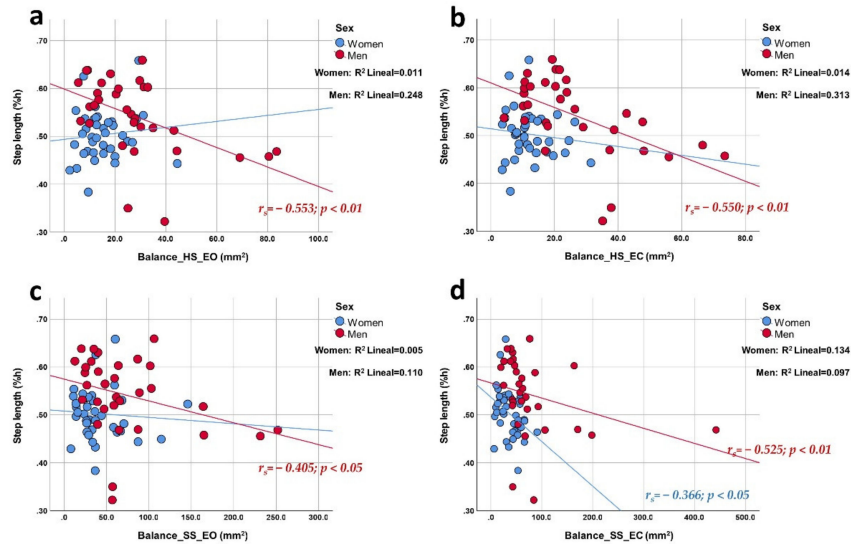 a
Sex
Women
Men
Women: R² Lineal=0.011
Men: R² Lineal=0.248
.70
.60
.50
.40
.30
Step length (%h)
rₛ=− 0.553; p < 0.01
.0 20.0 40.0 60.0 80.0 100.0
Balance_HS_EO (mm²)
b
Sex
Women
Men
Women: R² Lineal=0.014
Men: R² Lineal=0.313
.70
.60
.50
.40
.30
Step length (%h)
rₛ=− 0.550; p < 0.01
.0 20.0 40.0 60.0 80.0
Balance_HS_EC (mm²)
c
Sex
Women
Men
Women: R² Lineal=0.005
Men: R² Lineal=0.110
.70
.60
.50
.40
.30
Step length (%h)
rₛ=− 0.405; p < 0.05
.0 50.0 100.0 150.0 200.0 250.0 300.0
Balance_SS_EO (mm²)
d
Sex
Women
Men
Women: R² Lineal=0.134
Men: R² Lineal=0.097
.70
.60
.50
.40
.30
Step length (%h)
rₛ=− 0.525; p < 0.01
rₛ=− 0.366; p < 0.05
.0 100.0 200.0 300.0 400.0 500.0
Balance_SS_EC (mm²)